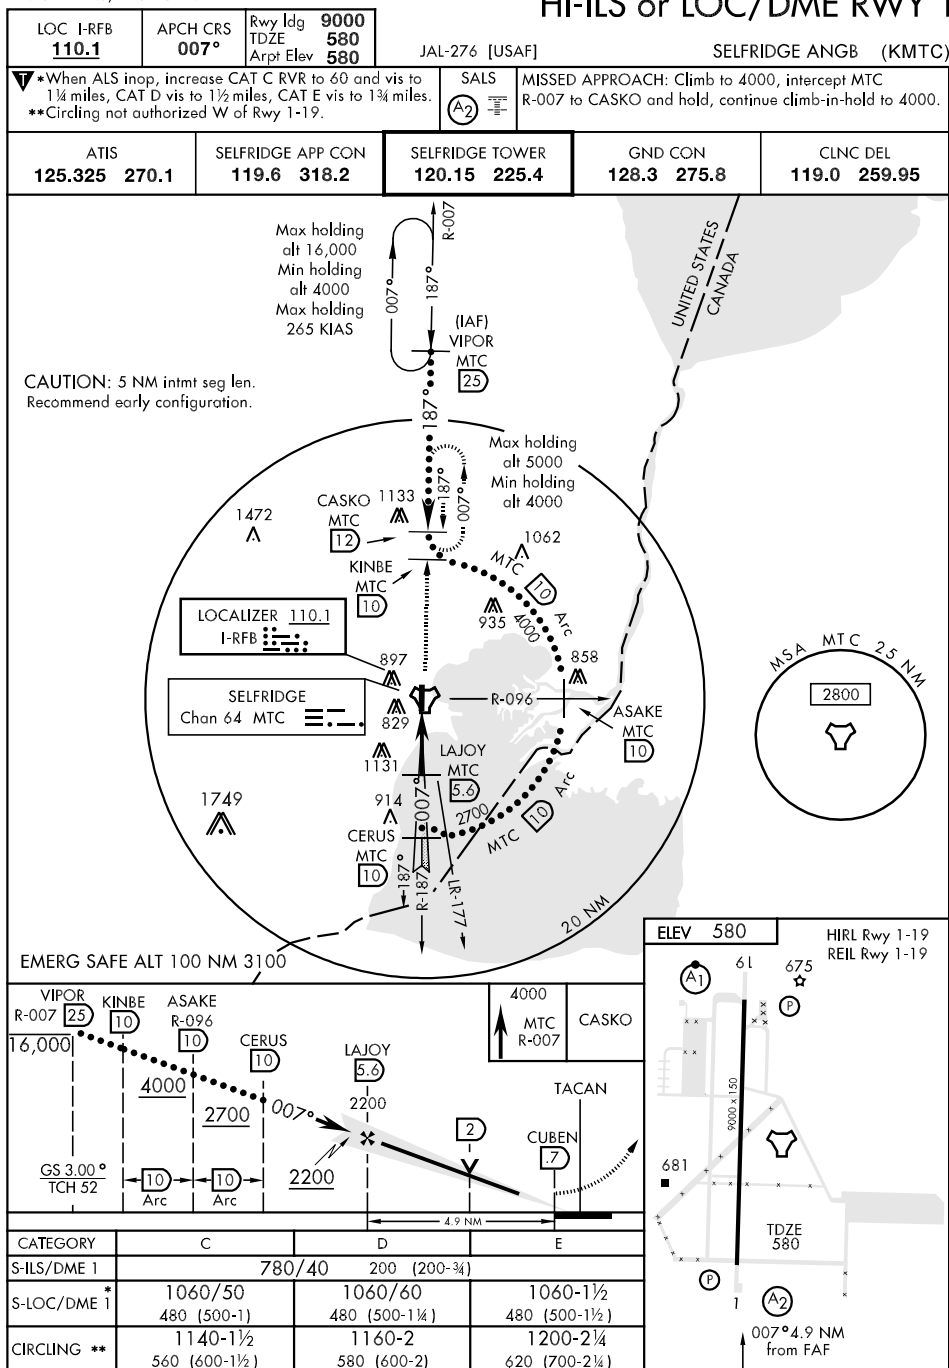 HI-ILS or LOC/DME RWY 1
LOC I-RFB
110.1
APCH CRS
007°
Rwy ldg 9000
TDZE 580
Arpt Elev 580
JAL-276 [USAF]
SELFRIDGE ANGB (KMTC)
T *When ALS inop, increase CAT C RVR to 60 and vis to
1¼ miles, CAT D vis to 1½ miles, CAT E vis to 1¾ miles.
**Circling not authorized W of Rwy 1-19.
SALS
A2
MISSED APPROACH: Climb to 4000, intercept MTC
R-007 to CASKO and hold, continue climb-in-hold to 4000.
ATIS
125.325 270.1
SELFRIDGE APP CON
119.6 318.2
SELFRIDGE TOWER
120.15 225.4
GND CON
128.3 275.8
CLNC DEL
119.0 259.95
Max holding
alt 16,000
Min holding
alt 4000
Max holding
265 KIAS
R-007
007°
187°
(IAF)
VIPOR
MTC
25
UNITED STATES
CANADA
CAUTION: 5 NM intmt seg len.
Recommend early configuration.
187°
Max holding
alt 5000
Min holding
alt 4000
187°
007°
CASKO
MTC
12
1133
1472
1062
KINBE
MTC
10
MTC 10 Arc
4000
935
LOCALIZER 110.1
I-RFB
897
858
SELFRIDGE
Chan 64 MTC
829
R-096
ASAKE
MTC
10
MSA MTC 25 NM
2800
1131
LAJOY
MTC
5.6
1749
914
007°
2700
MTC 10 Arc
CERUS
MTC
10
187°
R-187
LR-177
20 NM
EMERG SAFE ALT 100 NM 3100
VIPOR
R-007 25
16,000
KINBE
10
ASAKE
R-096
10
CERUS
10
4000
2700
007°
LAJOY
5.6
2200
2200
4000
MTC
R-007
CASKO
TACAN
2
CUBEN
.7
GS 3.00°
TCH 52
10
Arc
10
Arc
4.9 NM
CATEGORY C D E
S-ILS/DME 1 780/40 200 (200-¾)
S-LOC/DME 1 * 1060/50 1060/60 1060-1½
480 (500-1) 480 (500-1¼) 480 (500-1½)
CIRCLING ** 1140-1½ 1160-2 1200-2¼
560 (600-1½) 580 (600-2) 620 (700-2¼)
ELEV 580
HIRL Rwy 1-19
REIL Rwy 1-19
A1
19
675
P
9000 x 150
681
TDZE
580
P
1
A2
007° 4.9 NM
from FAF